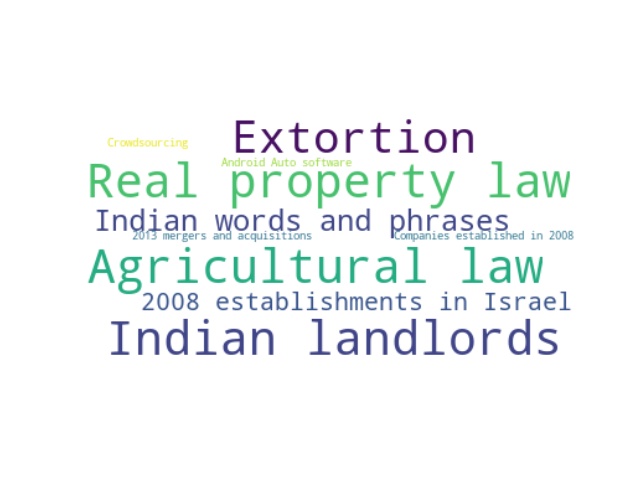 Extortion
Crowdsourcing
Android Auto software
Real property law
Indian words and phrases
2013 mergers and acquisitions
Companies established in 2008
Agricultural law
2008 establishments in Israel
Indian landlords